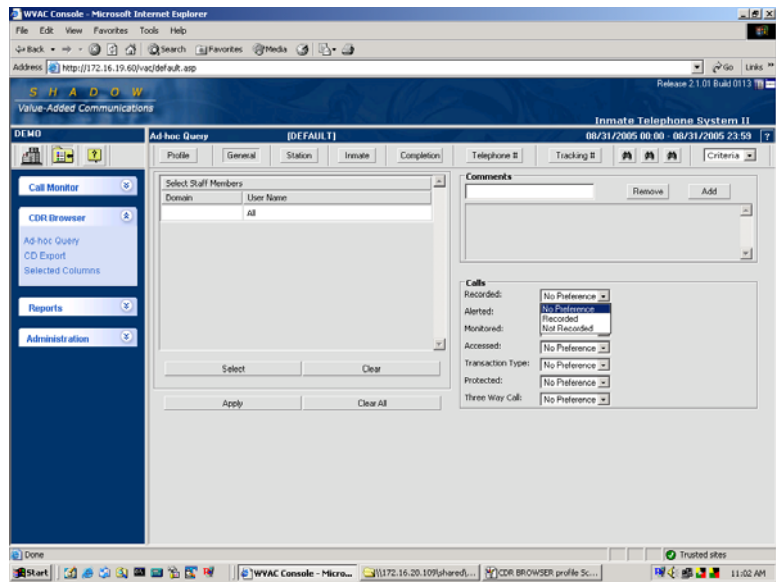 WVAC Console - Microsoft Internet Explorer
File Edit View Favorites Tools Help
Back Search Favorites Media
Address http://172.16.19.60/vac/default.asp Go Links »
SHADOW
Value-Added Communications
Release 2.1.01 Build 0113
Inmate Telephone System II
DEMO Ad-hoc Query [DEFAULT] 08/31/2005 00:00 - 08/31/2005 23:59 ?
Profile General Station Inmate Completion Telephone # Tracking # Criteria
Call Monitor
CDR Browser
Ad-hoc Query
CD Export
Selected Columns
Reports
Administration
Select Staff Members
Domain User Name
All
Select Clear
Apply Clear All
Comments
Remove Add
Calls
Recorded: No Preference
No Preference
Recorded
Not Recorded
Alerted:
Monitored:
Accessed: No Preference
Transaction Type: No Preference
Protected: No Preference
Three Way Call: No Preference
Done Trusted sites
Start WVAC Console - Micro... \\172.16.20.109\shared\... CDR BROWSER profile Sc... 11:02 AM